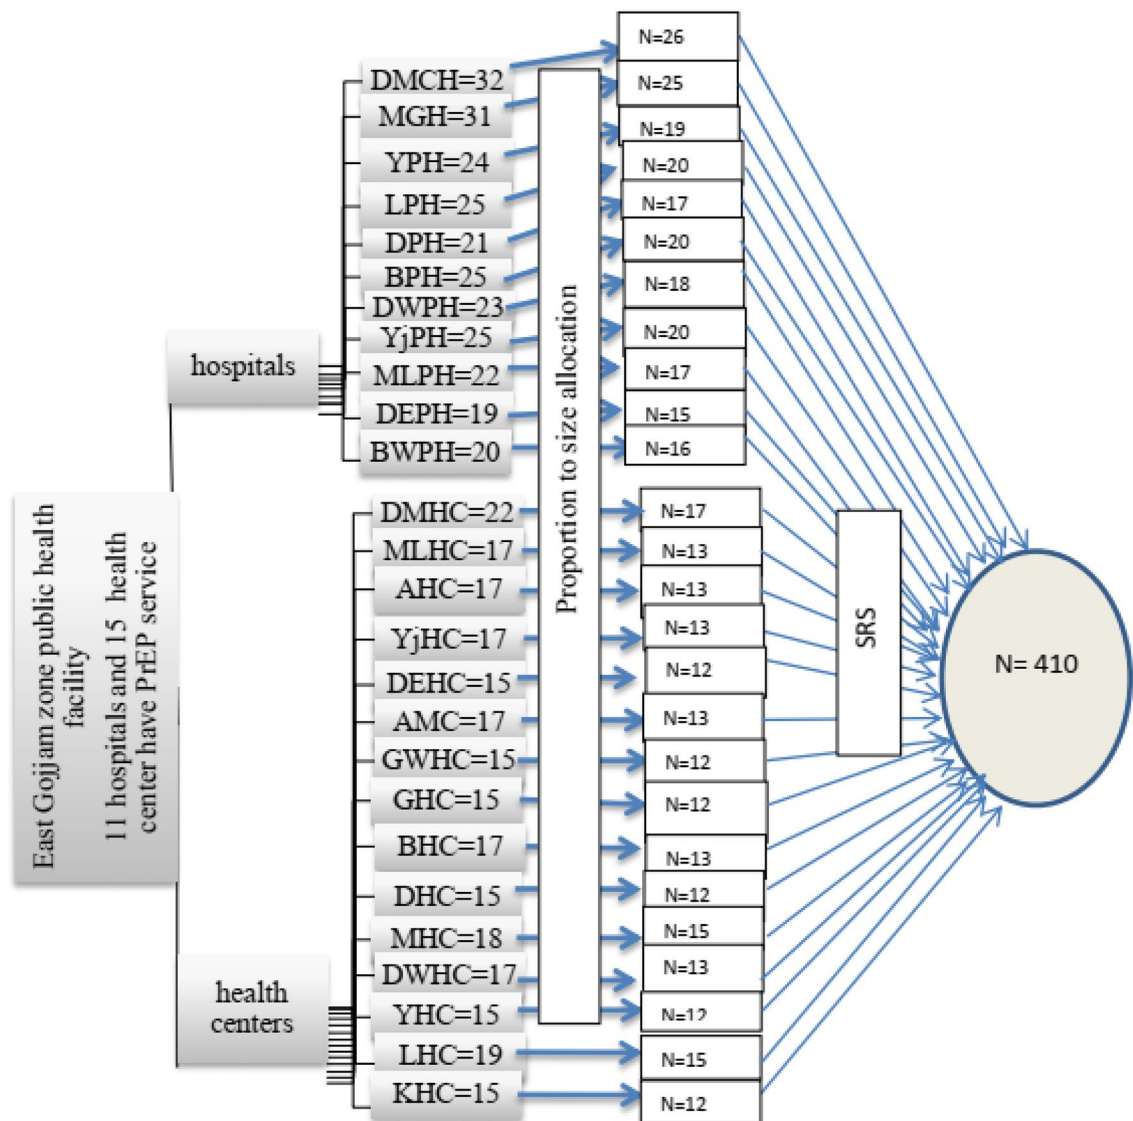 East Gojjam zone public health
facility
11 hospitals and 15 health
center have PrEP service
hospitals
health
centers
DMCH=32
MGH=31
YPH=24
LPH=25
DPH=21
BPH=25
DWPH=23
YjPH=25
MLPH=22
DEPH=19
BWPH=20
DMHC=22
MLHC=17
AHC=17
YjHC=17
DEHC=15
AMC=17
GWHC=15
GHC=15
BHC=17
DHC=15
MHC=18
DWHC=17
YHC=15
LHC=19
KHC=15
Proportion to size allocation
N=26
N=25
N=19
N=20
N=17
N=20
N=18
N=20
N=17
N=15
N=16
N=17
N=13
N=13
N=13
N=12
N=13
N=12
N=12
N=13
N=12
N=15
N=13
N=12
N=15
N=12
SRS
N= 410